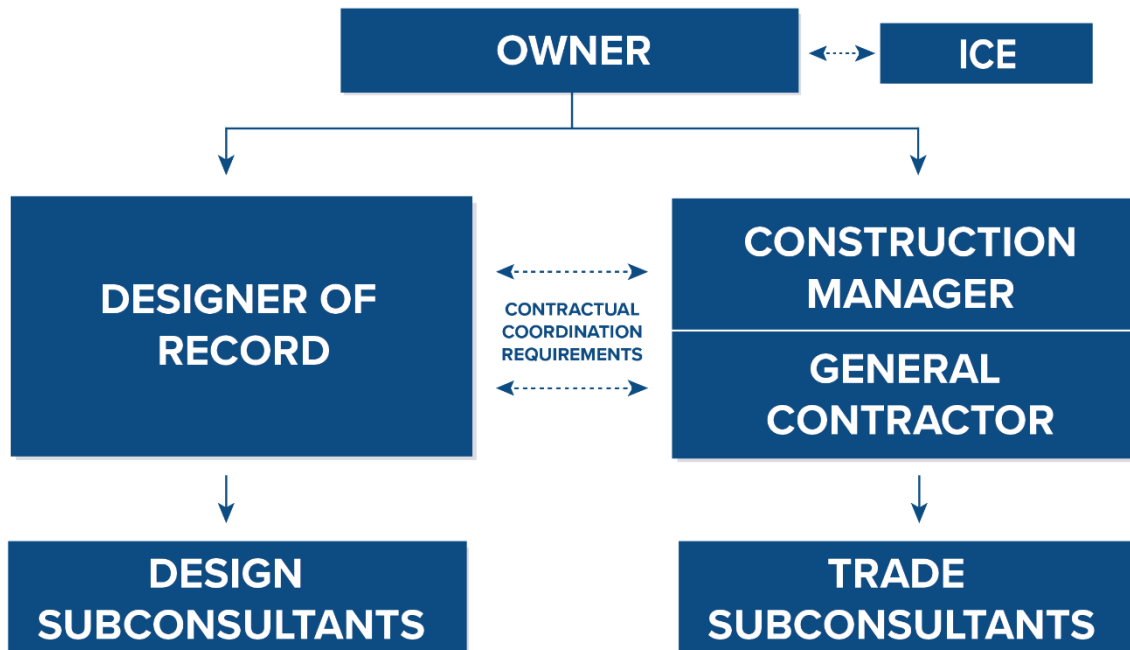 OWNER
ICE
DESIGNER OF
RECORD
CONTRACTUAL
COORDINATION
REQUIREMENTS
CONSTRUCTION
MANAGER
GENERAL
CONTRACTOR
DESIGN
SUBCONSULTANTS
TRADE
SUBCONSULTANTS